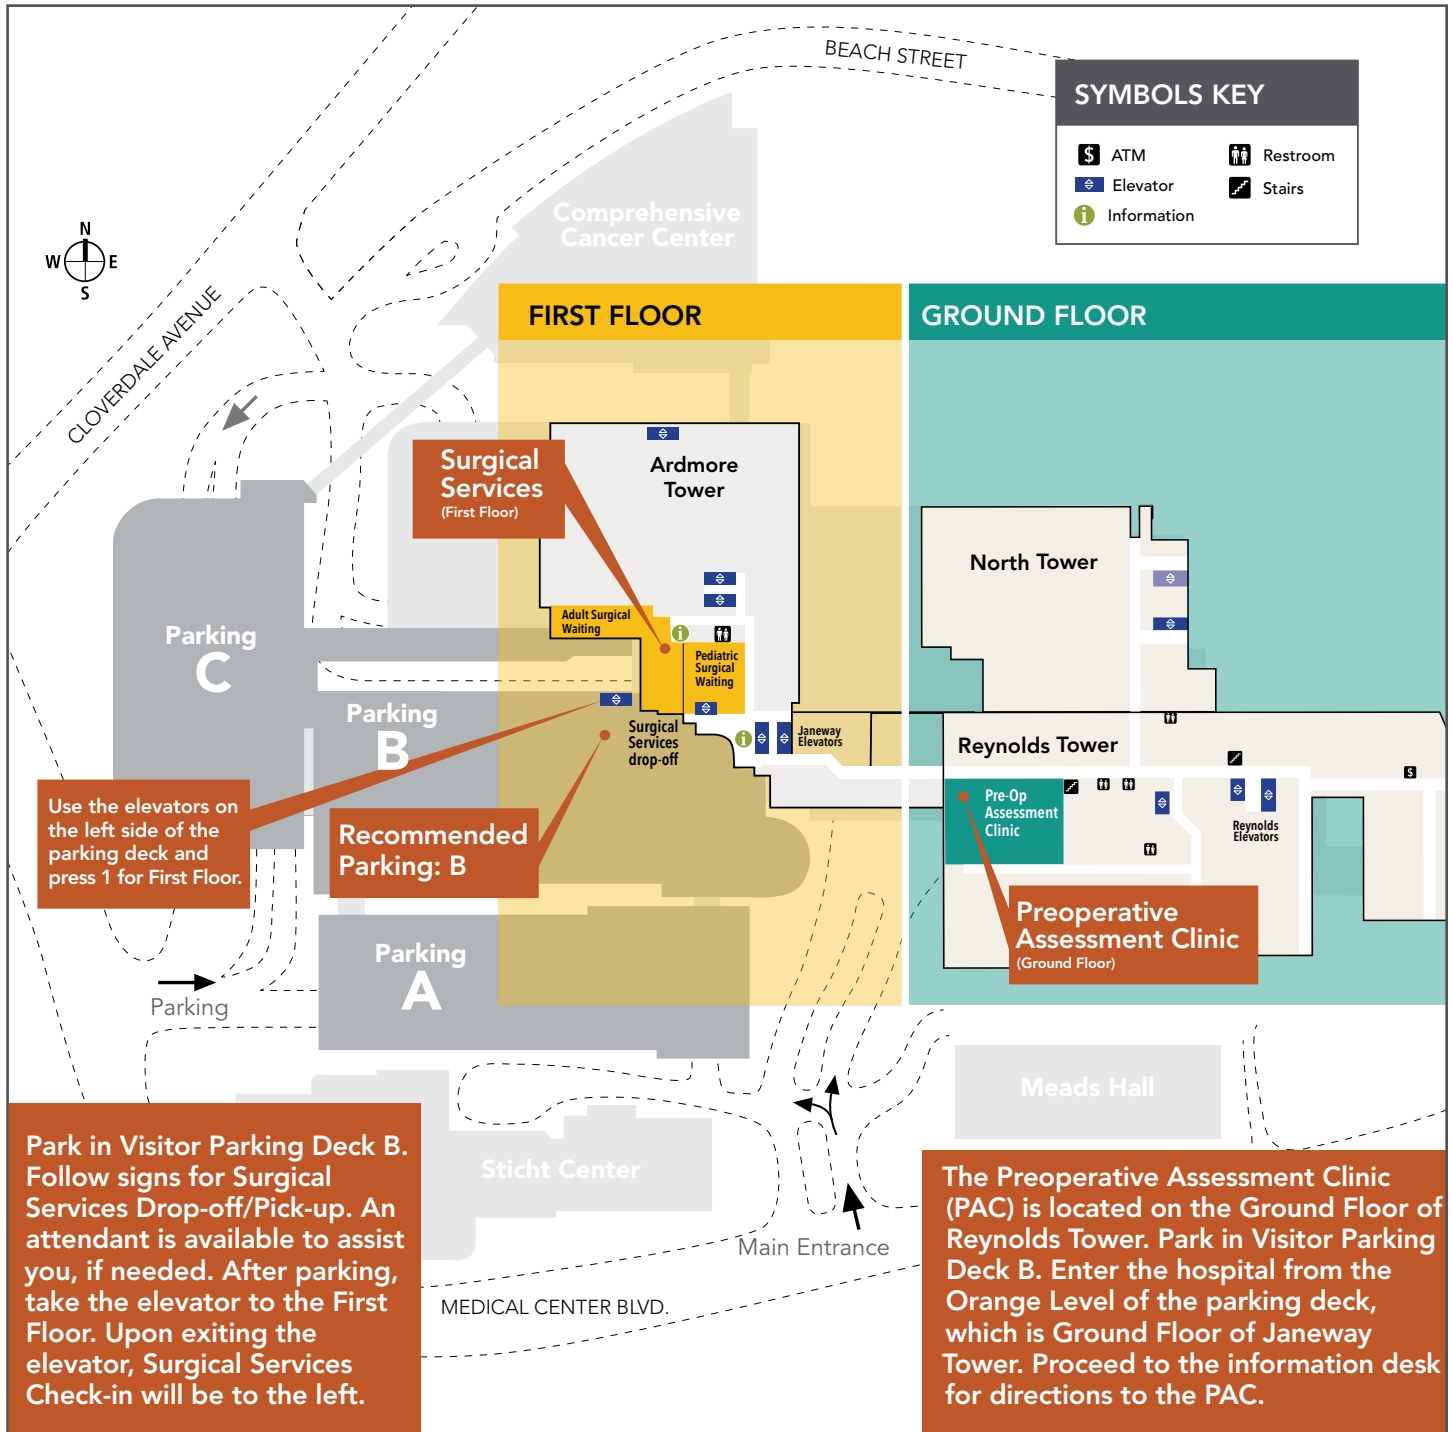 BEACH STREET
SYMBOLS KEY
$ ATM
Restroom
Elevator
Stairs
i Information
N
W E
S
CLOVERDALE AVENUE
Comprehensive
Cancer Center
FIRST FLOOR
GROUND FLOOR
Surgical
Services
(First Floor)
Ardmore
Tower
North Tower
Adult Surgical
Waiting
i
Pediatric
Surgical
Waiting
Parking
C
Parking
B
Surgical
Services
drop-off
i
Janeway
Elevators
Reynolds Tower
$
Pre-Op
Assessment
Clinic
Reynolds
Elevators
Use the elevators on
the left side of the
parking deck and
press 1 for First Floor.
Recommended
Parking: B
Preoperative
Assessment Clinic
(Ground Floor)
Parking
A
Parking
Meads Hall
Sticht Center
Main Entrance
MEDICAL CENTER BLVD.
Park in Visitor Parking Deck B.
Follow signs for Surgical
Services Drop-off/Pick-up. An
attendant is available to assist
you, if needed. After parking,
take the elevator to the First
Floor. Upon exiting the
elevator, Surgical Services
Check-in will be to the left.
The Preoperative Assessment Clinic
(PAC) is located on the Ground Floor of
Reynolds Tower. Park in Visitor Parking
Deck B. Enter the hospital from the
Orange Level of the parking deck,
which is Ground Floor of Janeway
Tower. Proceed to the information desk
for directions to the PAC.